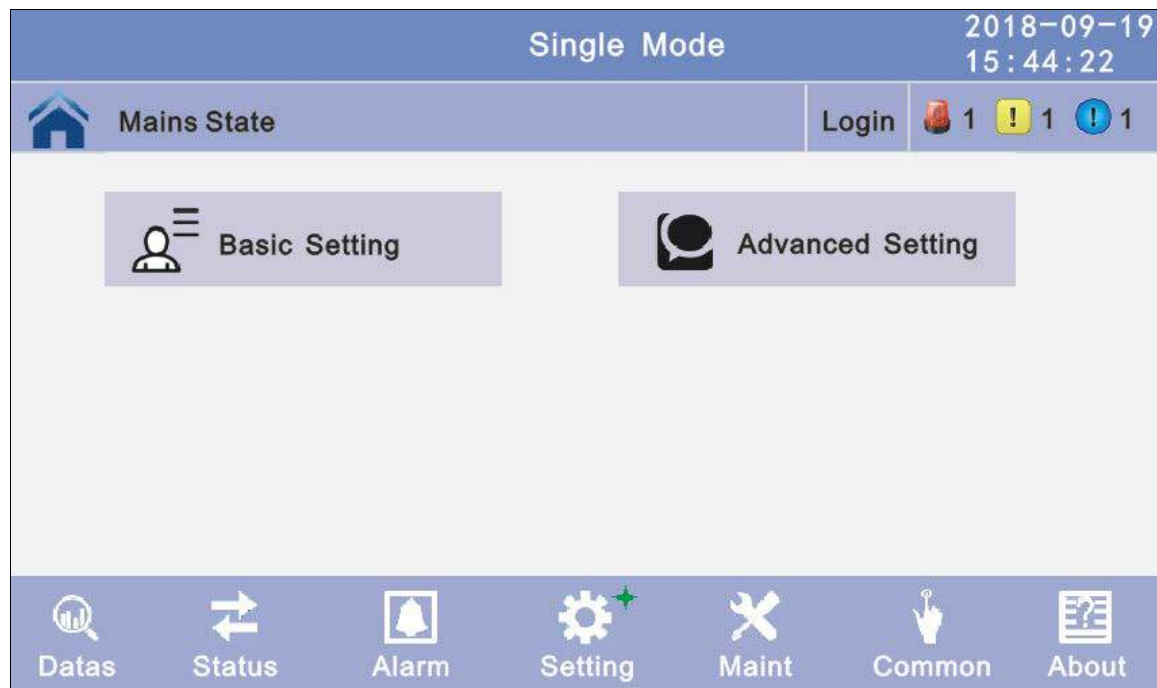 Single Mode
2018-09-19
15:44:22
Mains State
Login
1
1
1
Basic Setting
Advanced Setting
Datas
Status
Alarm
Setting
Maint
Common
About